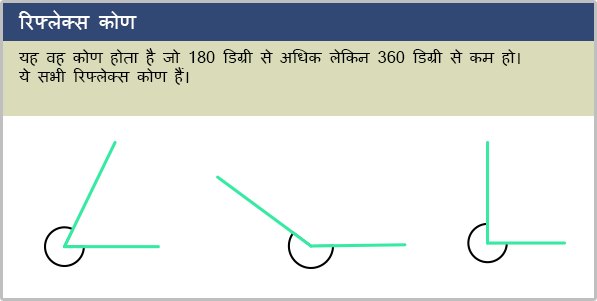 रिफ्लेक्स कोण
यह वह कोण होता है जो 180 डिग्री से अधिक लेकिन 360 डिग्री से कम हो।
ये सभी रिफ्लेक्स कोण हैं।